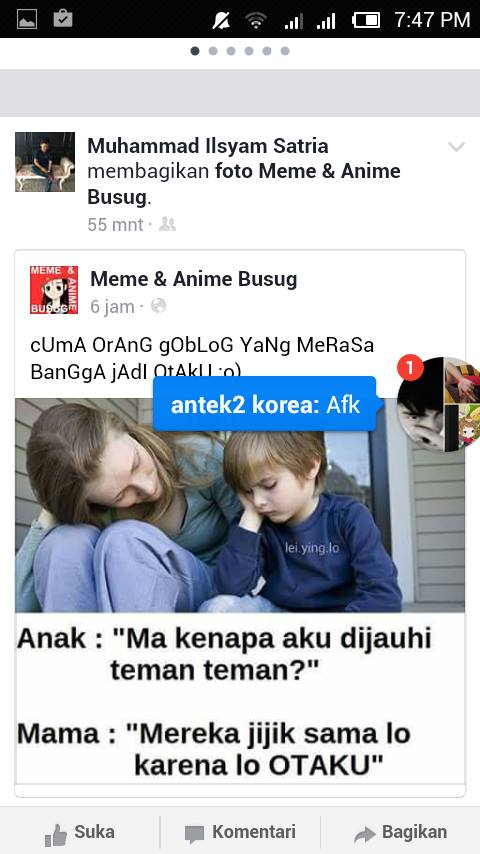 7:47 PM
Muhammad Ilsyam Satria
membagikan foto Meme & Anime
Busug.
55 mnt ·
MEME & ANIME
BUSUG
Meme & Anime Busug
6 jam ·
cUmA OrAnG gObLoG YaNg MeRaSa
BanGgA jAdI OtAkU :o)
1
antek2 korea: Afk
lei.ying.lo
Anak : "Ma kenapa aku dijauhi
teman teman?"
Mama : "Mereka jijik sama lo
karena lo OTAKU"
Suka
Komentari
Bagikan